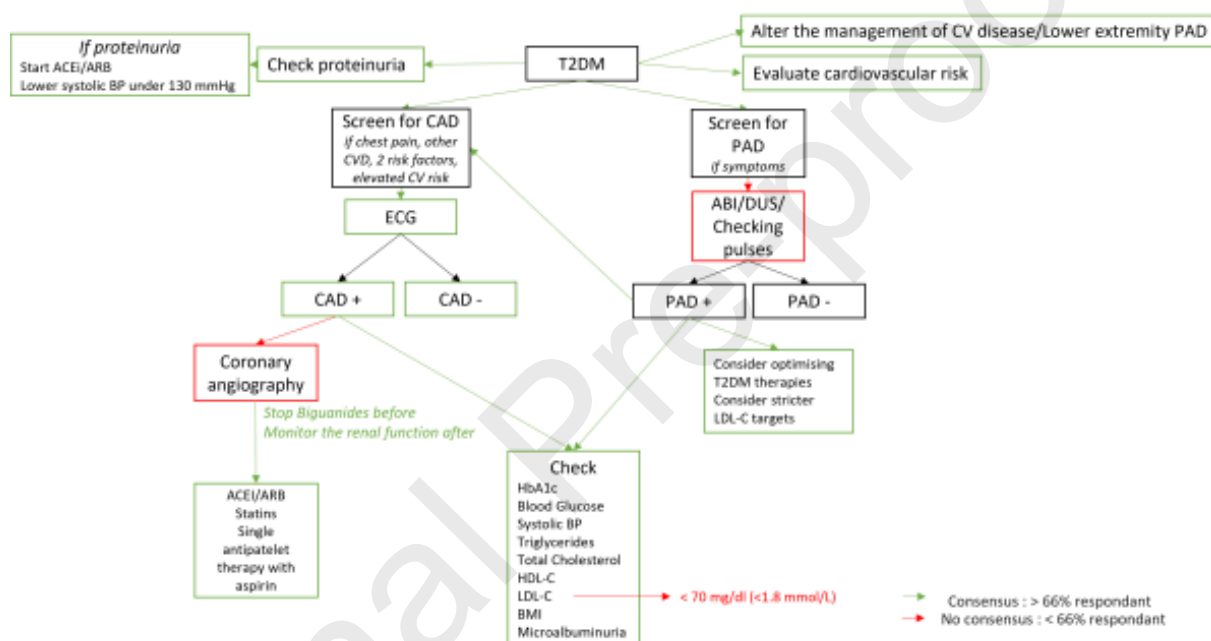 If proteinuria
Start ACEi/ARB
Lower systolic BP under 130 mmHg
Check proteinuria
T2DM
Alter the management of CV disease/Lower extremity PAD
Evaluate cardiovascular risk
Screen for CAD
if chest pain, other
CVD, 2 risk factors,
elevated CV risk
Screen for
PAD
if symptoms
ECG
ABI/DUS/
Checking
pulses
CAD +
CAD -
PAD +
PAD -
Coronary
angiography
Consider optimising
T2DM therapies
Consider stricter
LDL-C targets
Stop Biguanides before
Monitor the renal function after
ACEI/ARB
Statins
Single
antipatelet
therapy with
aspirin
Check
HbA1c
Blood Glucose
Systolic BP
Triglycerides
Total Cholesterol
HDL-C
LDL-C
BMI
Microalbuminuria
< 70 mg/dl (<1.8 mmol/L)
Consensus : > 66% respondant
No consensus : < 66% respondant
nal Pre-proo